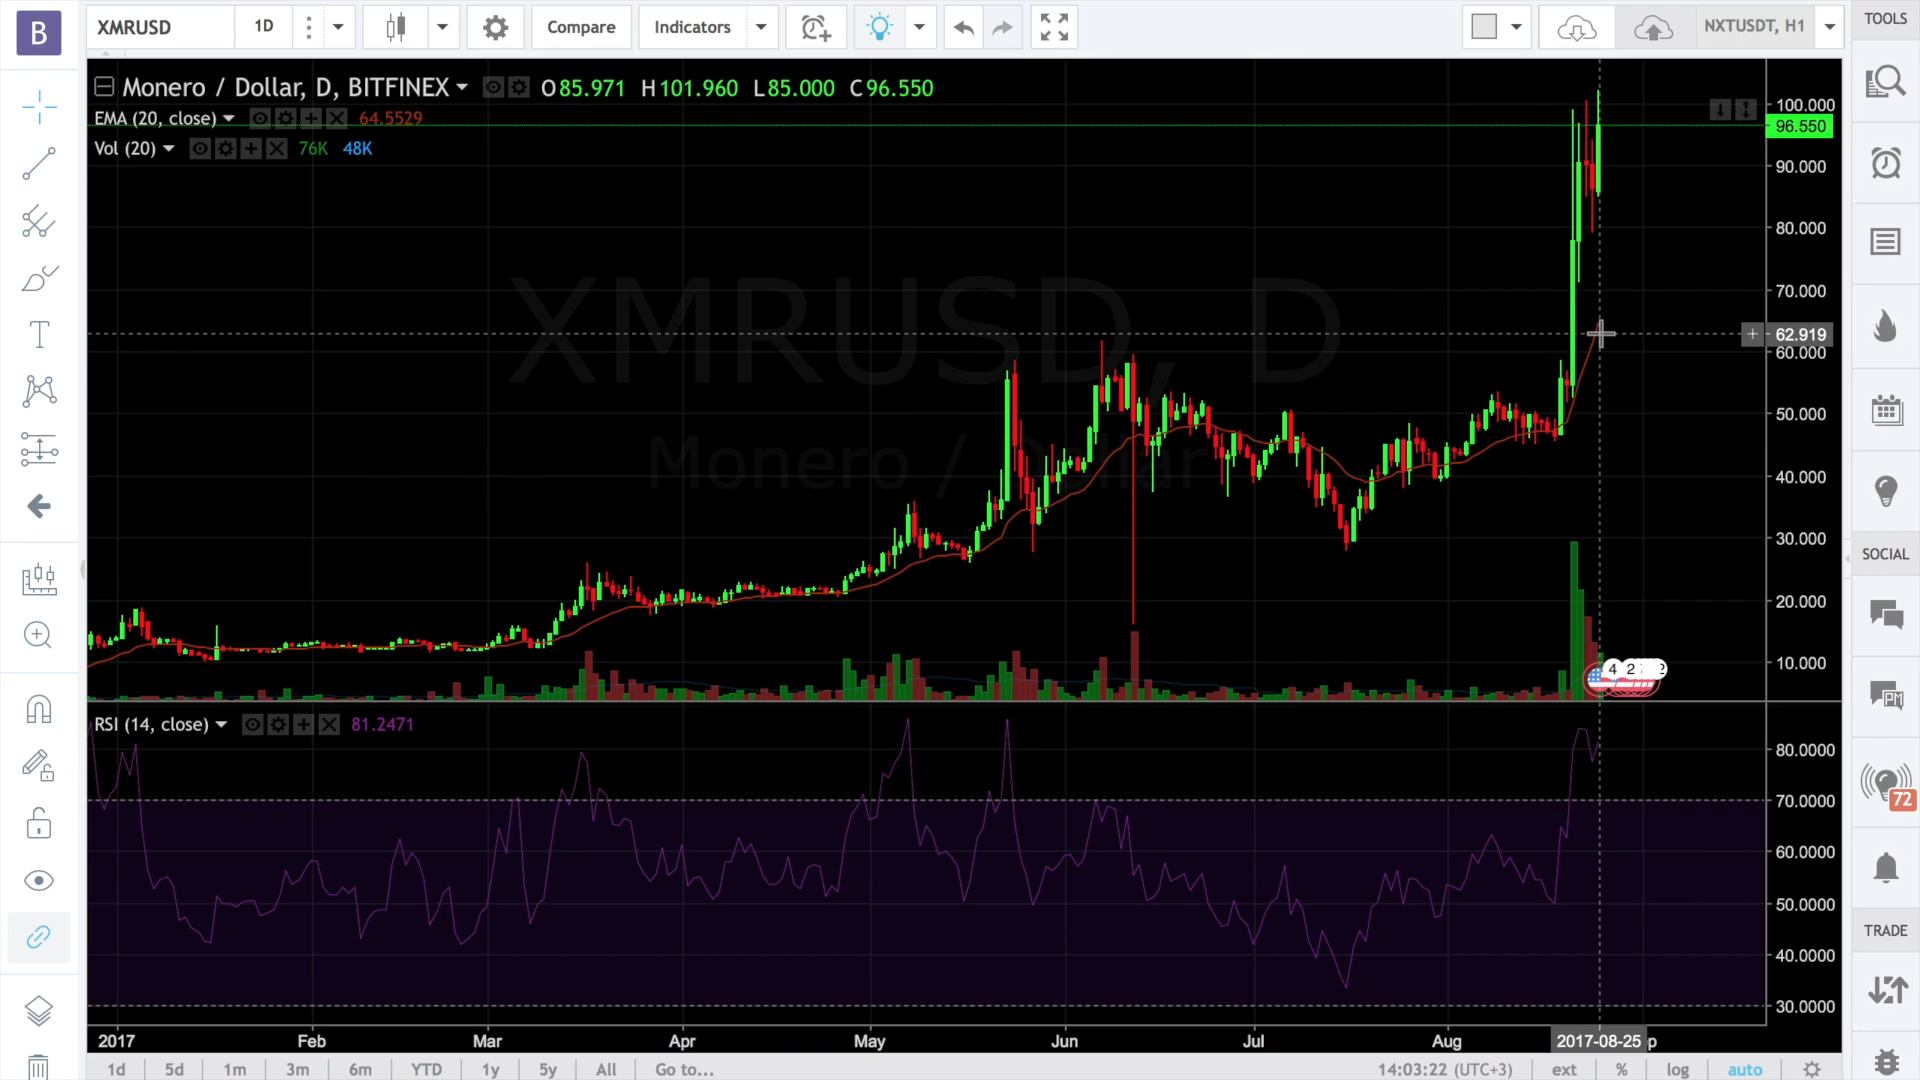 B
XMRUSD
1D
Compare
Indicators
NXTUSDT, H1
TOOLS
Monero / Dollar, D, BITFINEX
O85.971 H101.960 L85.000 C96.550
EMA (20, close)
64.5529
Vol (20)
76K
48K
XMRUSD, D
Monero / Dollar
100.000
96.550
90.000
80.000
70.000
62.919
60.000
50.000
40.000
30.000
20.000
10.000
4
2
RSI (14, close)
81.2471
80.0000
70.0000
60.0000
50.0000
40.0000
30.0000
2017
Feb
Mar
Apr
May
Jun
Jul
Aug
2017-08-25
1d
5d
1m
3m
6m
YTD
1y
5y
All
Go to...
14:03:22 (UTC+3)
ext
%
log
auto
SOCIAL
PM
72
TRADE